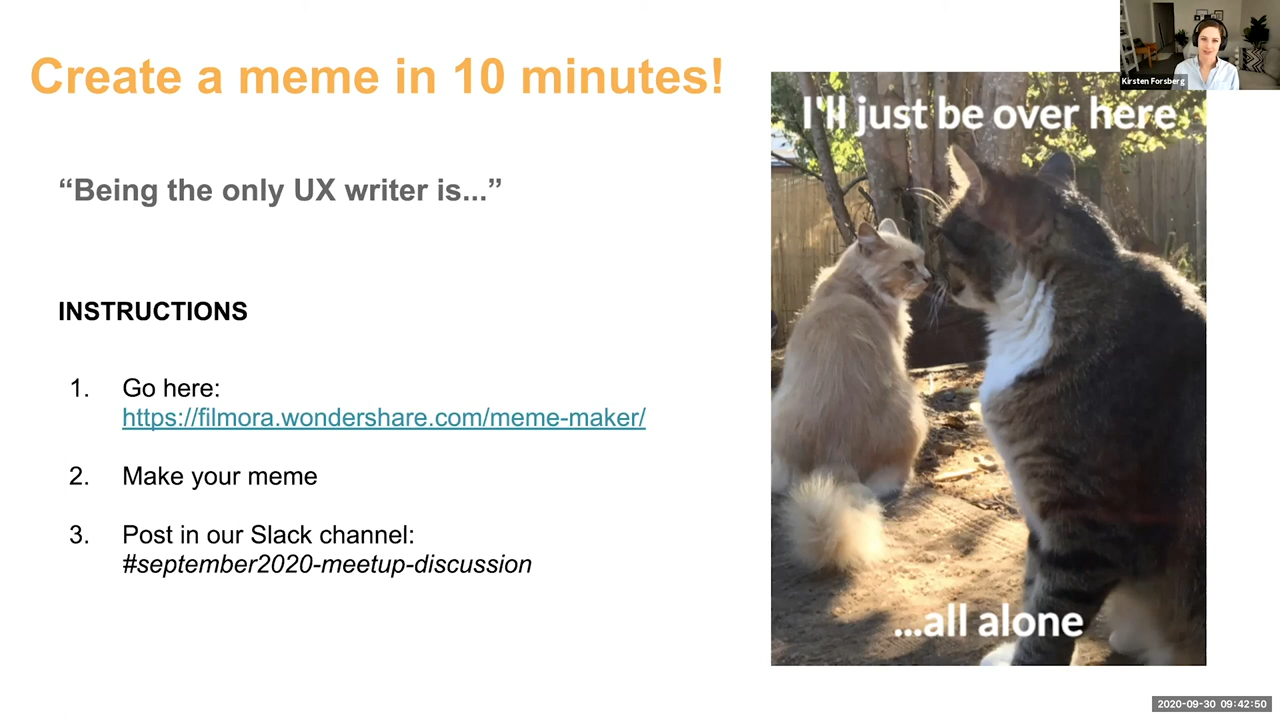 Create a meme in 10 minutes!
“Being the only UX writer is...”
INSTRUCTIONS
1. Go here:
https://filmora.wondershare.com/meme-maker/
2. Make your meme
3. Post in our Slack channel:
#september2020-meetup-discussion
I'll just be over here
...all alone
Kirsten Forsberg
2020-09-30 09:42:50